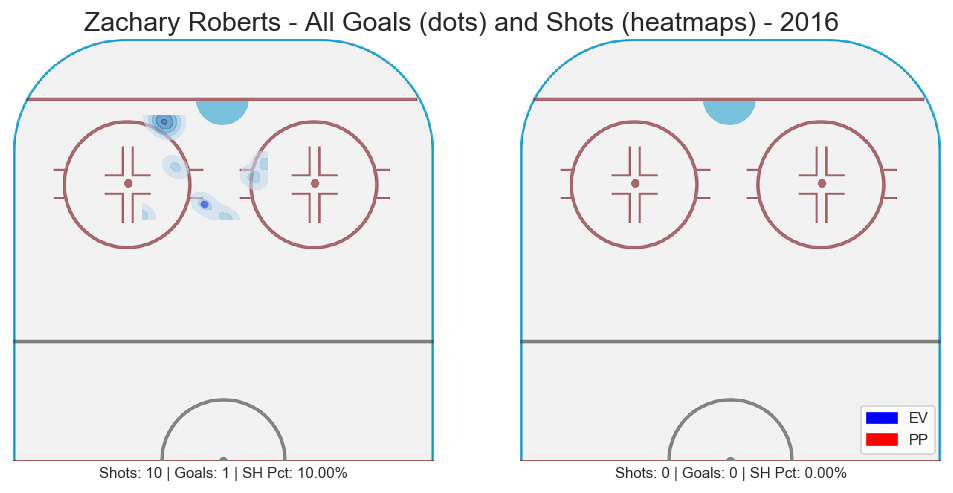 Zachary Roberts - All Goals (dots) and Shots (heatmaps) - 2016
EV
PP
Shots: 10 | Goals: 1 | SH Pct: 10.00%
Shots: 0 | Goals: 0 | SH Pct: 0.00%